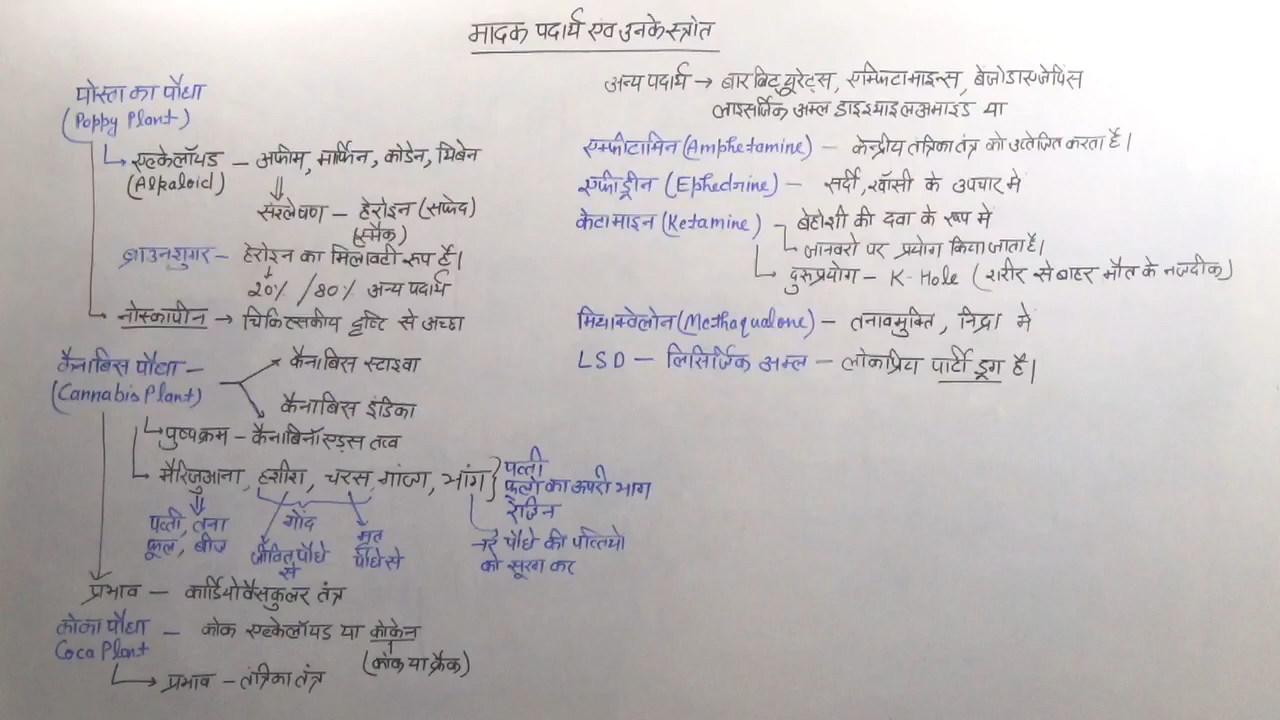 मादक पदार्थ एवं उनके स्त्रोत
पोस्ता का पौधा
(Poppy Plant)
एल्केलॉयड – अफीम, मार्फिन, कोडेन, थिबेन
(Alkaloid)
संश्लेषण – हेरोइन (सफेद)
(स्मैक)
ब्राउनशुगर – हेरोइन का मिलावटी रूप है।
20% / 80% अन्य पदार्थ
नोस्कापीन → चिकित्सकीय दृष्टि से अच्छा
कैनाबिस पौधा –
(Cannabis Plant)
कैनाबिस स्टाइवा
कैनाबिस इंडिका
पुष्पक्रम – कैनाबिनॉएड्स तत्व
मैरिजुआना, हशीश, चरस, गांजा, भांग}
पत्ती
फूलो का ऊपरी भाग
रेजिन
पत्ती, तना
फूल, बीज
गोंद
जीवित पौधे
से
मृत
पौधे से
नर पौधे की पत्तियो
को सूखा कर
प्रभाव – कार्डियोवैसकुलर तंत्र
कोका पौधा – कोक एल्केलॉयड या कोकेन
Coca Plant
(कोक या क्रैक)
प्रभाव – तंत्रिका तंत्र
अन्य पदार्थ → बारबिट्यूरेट्स, एम्फिटामाइन्स, बेंजोडाएजेपिंस
लाइसर्जिक अम्ल डाइइथाइलअमाइड या
एम्फीटामिन (Amphetamine) – केन्द्रीय तंत्रिका तंत्र को उत्तेजित करता है।
एफीड्रीन (Ephedrine) – सर्दी, खाँसी के उपचार मे
केटामाइन (Ketamine)
बेहोशी की दवा के रूप मे
जानवरो पर प्रयोग किया जाता है।
दुरुप्रयोग – K-Hole (शरीर से बाहर मौत के नजदीक)
मिथाक्वेलोन (Methaqualone) – तनावमुक्ति, निद्रा मे
LSD – लिसिर्जिक अम्ल – लोकप्रिय पार्टी ड्रग है।